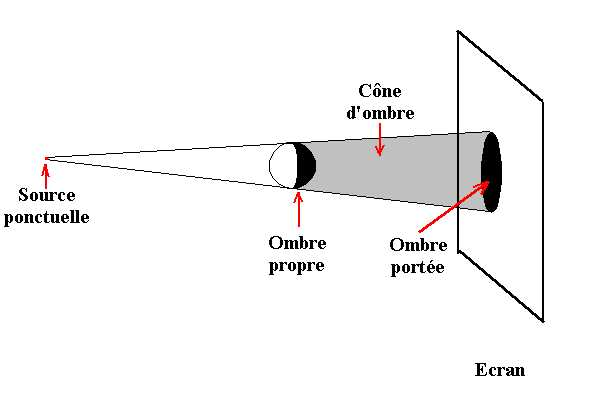 Cône
d'ombre
Source
ponctuelle
Ombre
propre
Ombre
portée
Ecran